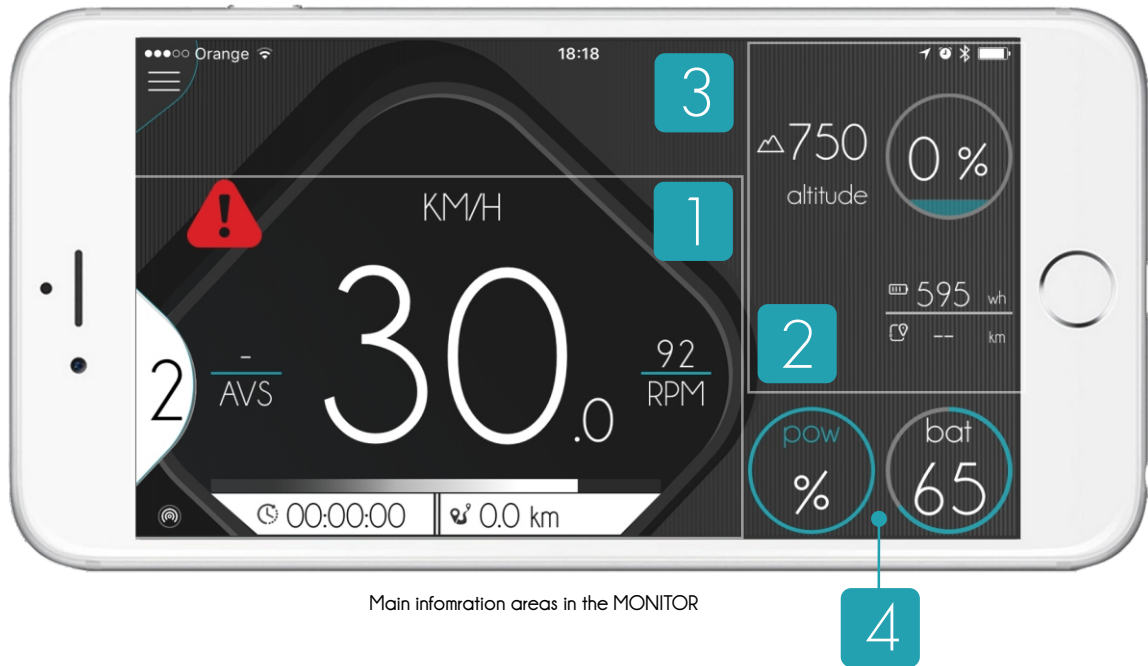 Orange
18:18
3
750
altitude
0 %
1
KM/H
30.0
2
-
AVS
92
RPM
595 wh
-- km
2
pow
%
bat
65
00:00:00
0.0 km
4
Main infomration areas in the MONITOR